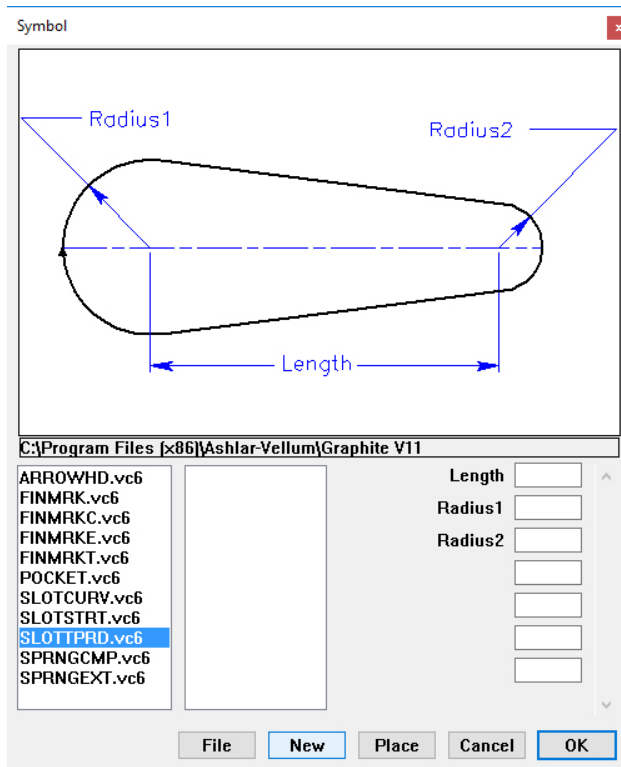 Symbol
x
Radius1
Radius2
Length
C:\Program Files (x86)\Ashlar-Vellum\Graphite V11
ARROWHD.vc6
FINMRK.vc6
FINMRKC.vc6
FINMRKE.vc6
FINMRKT.vc6
POCKET.vc6
SLOTCURV.vc6
SLOTSTRT.vc6
SLOTTPRD.vc6
SPRNGCMP.vc6
SPRNGEXT.vc6
Length
Radius1
Radius2
File New Place Cancel OK